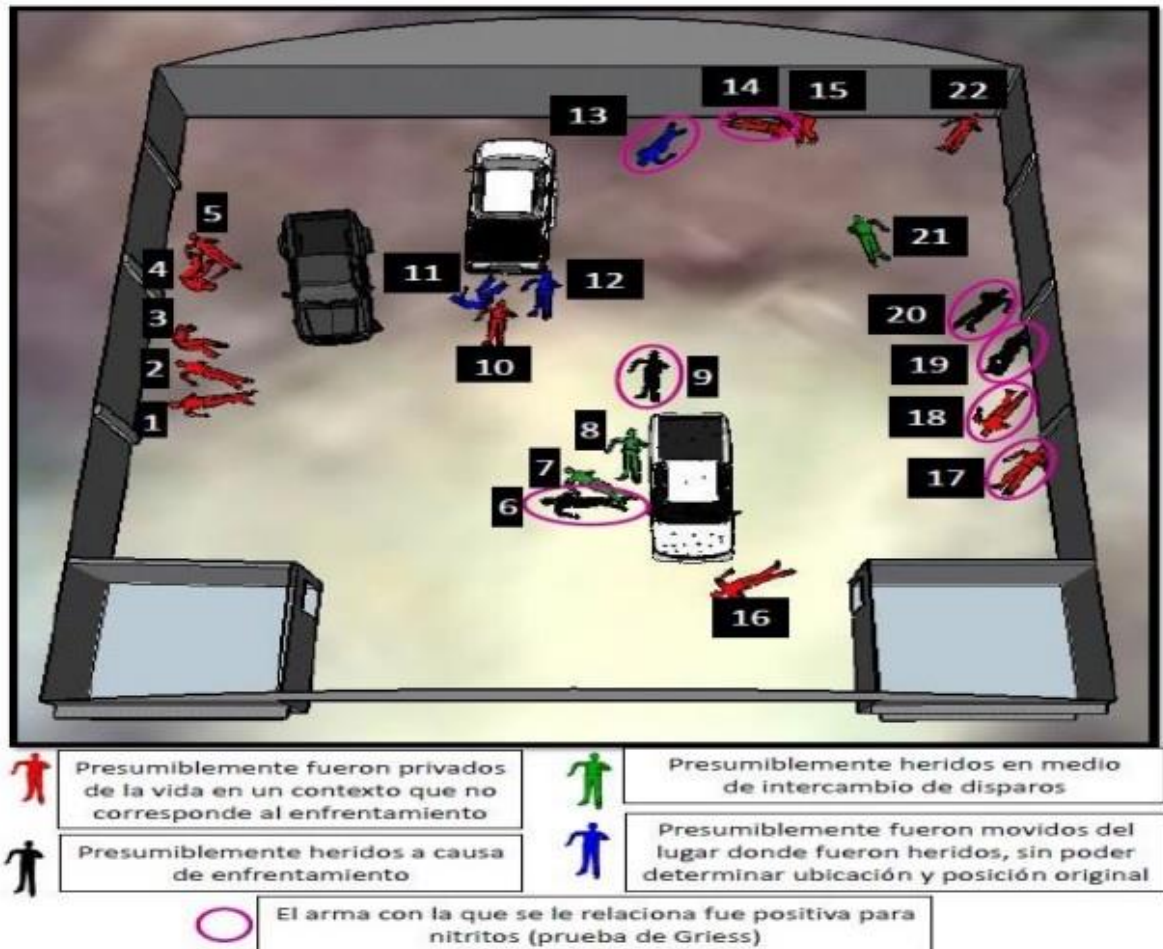 14
15
22
13
5
21
11
12
4
20
3
10
19
2
9
1
18
8
17
7
6
16
Presumiblemente fueron privados
de la vida en un contexto que no
corresponde al enfrentamiento
Presumiblemente heridos en medio
de intercambio de disparos
Presumiblemente heridos a causa
de enfrentamiento
Presumiblemente fueron movidos del
lugar donde fueron heridos, sin poder
determinar ubicación y posición original
El arma con la que se le relaciona fue positiva para
nitritos (prueba de Griess)